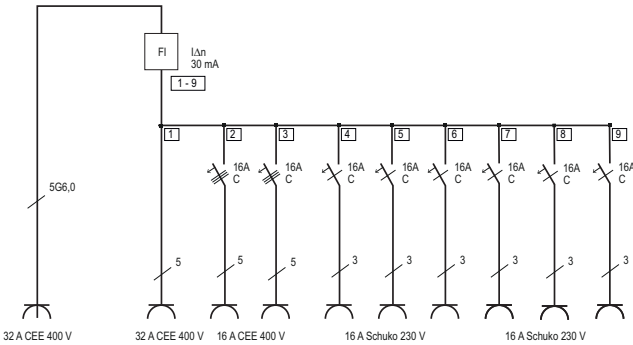 FI
IΔn
30 mA
1 - 9
1
2
3
4
5
6
7
8
9
16A
C
16A
C
16A
C
16A
C
16A
C
16A
C
16A
C
16A
C
5G6,0
5
5
5
3
3
3
3
3
3
32 A CEE 400 V
32 A CEE 400 V
16 A CEE 400 V
16 A Schuko 230 V
16 A Schuko 230 V